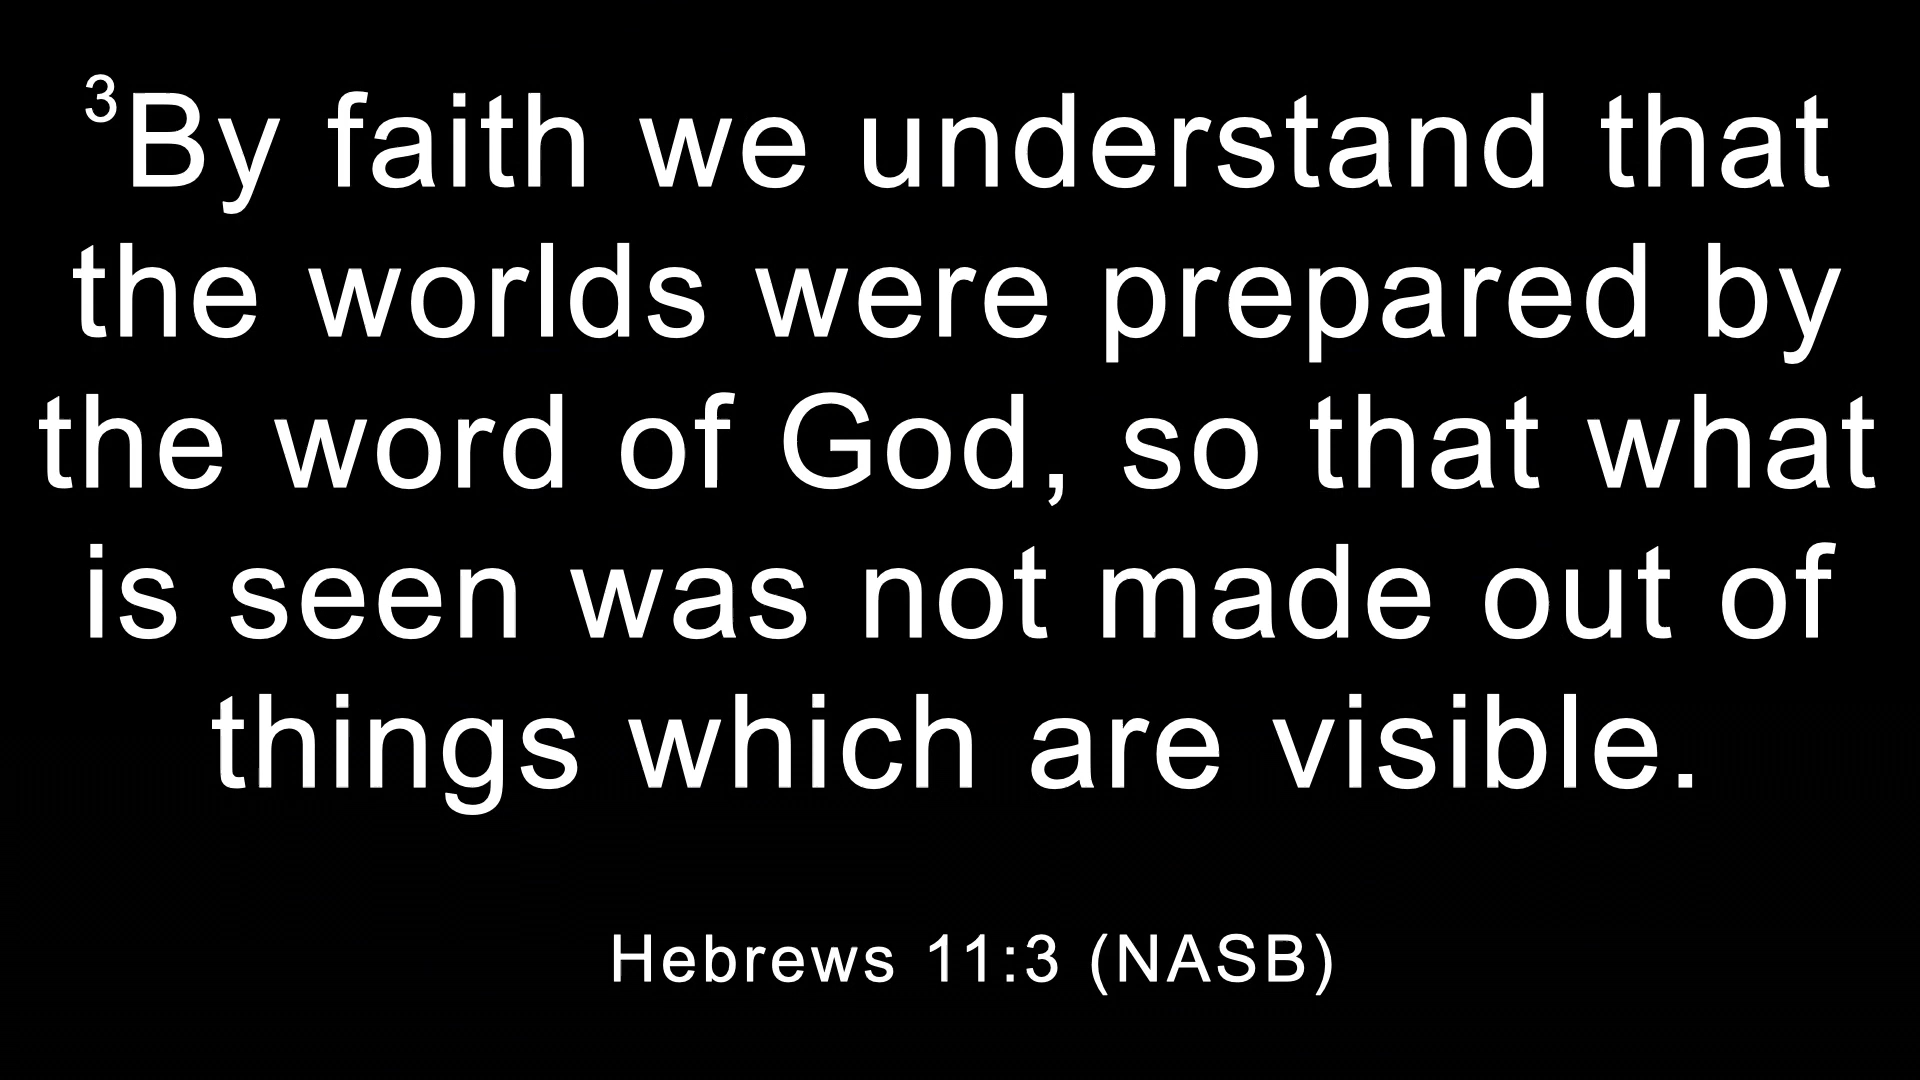 ³By faith we understand that
the worlds were prepared by
the word of God, so that what
is seen was not made out of
things which are visible.
Hebrews 11:3 (NASB)